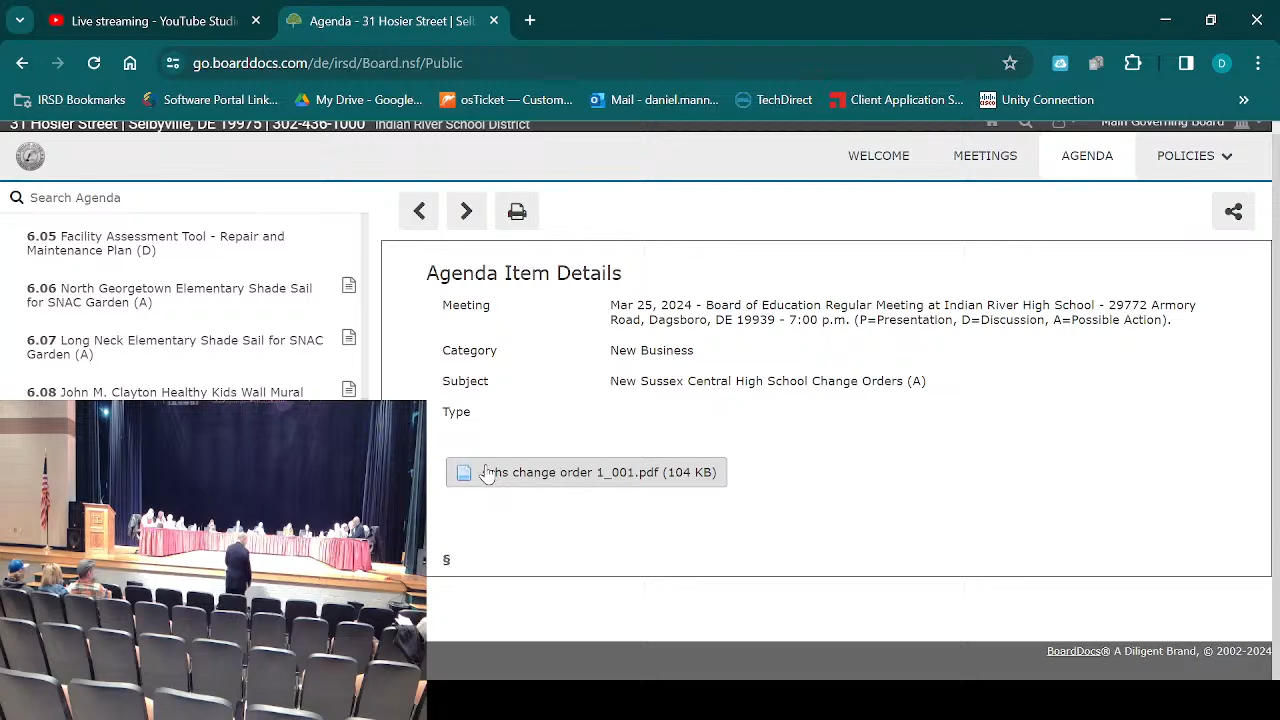 Live streaming - YouTube Studi
Agenda - 31 Hosier Street | Sel
go.boarddocs.com/de/irsd/Board.nsf/Public
D
IRSD Bookmarks
Software Portal Link...
My Drive - Google...
osTicket — Custom...
Mail - daniel.mann...
TechDirect
Client Application S...
Unity Connection
31 Hosier Street | Selbyville, DE 19975 | 302-436-1000 Indian River School District
Main Governing Board
WELCOME
MEETINGS
AGENDA
POLICIES
Search Agenda
6.05 Facility Assessment Tool - Repair and
Maintenance Plan (D)
6.06 North Georgetown Elementary Shade Sail
for SNAC Garden (A)
6.07 Long Neck Elementary Shade Sail for SNAC
Garden (A)
6.08 John M. Clayton Healthy Kids Wall Mural
Agenda Item Details
Meeting
Mar 25, 2024 - Board of Education Regular Meeting at Indian River High School - 29772 Armory
Road, Dagsboro, DE 19939 - 7:00 p.m. (P=Presentation, D=Discussion, A=Possible Action).
Category
New Business
Subject
New Sussex Central High School Change Orders (A)
Type
change order 1_001.pdf (104 KB)
§
BoardDocs® A Diligent Brand, © 2002-2024